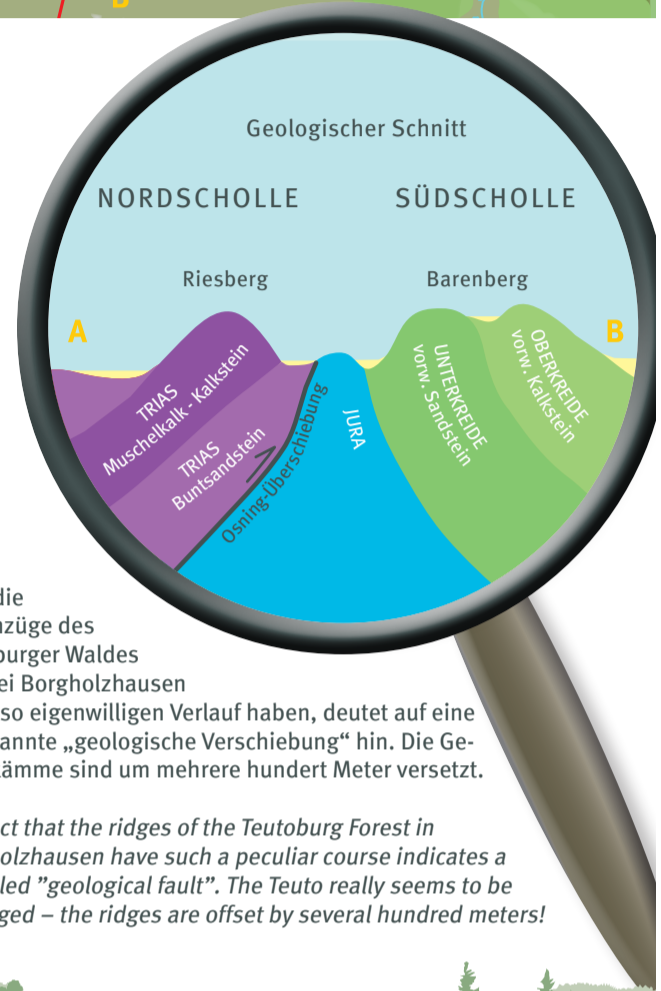 B
Geologischer Schnitt
NORDSCHOLLE
SÜDSCHOLLE
Riesberg
Barenberg
A
B
TRIAS
Muschelkalk - Kalkstein
TRIAS
Buntsandstein
Osning-Überschiebung
JURA
UNTERKREIDE
vorw. Sandstein
OBERKREIDE
vorw. Kalkstein
die
nzüge des
burger Waldes
ei Borgholzhausen
so eigenwilligen Verlauf haben, deutet auf eine
annte „geologische Verschiebung“ hin. Die Ge-
ämme sind um mehrere hundert Meter versetzt.
ct that the ridges of the Teutoburg Forest in
olzhausen have such a peculiar course indicates a
led ”geological fault”. The Teuto really seems to be
ged – the ridges are offset by several hundred meters!